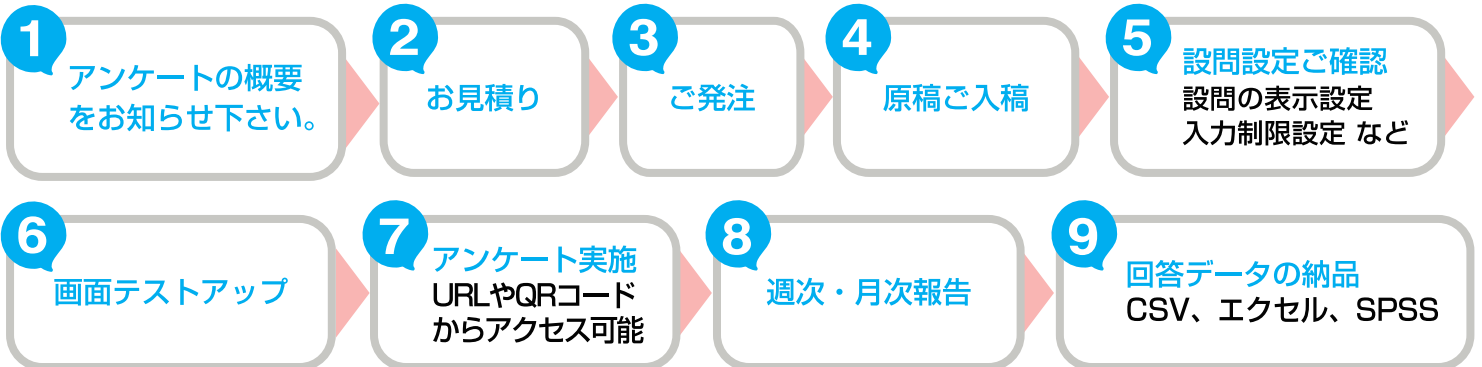 1
アンケートの概要
をお知らせ下さい。
2
お見積り
3
ご発注
4
原稿ご入稿
5
設問設定ご確認
設問の表示設定
入力制限設定 など
6
画面テストアップ
7
アンケート実施
URLやQRコード
からアクセス可能
8
週次・月次報告
9
回答データの納品
CSV、エクセル、SPSS